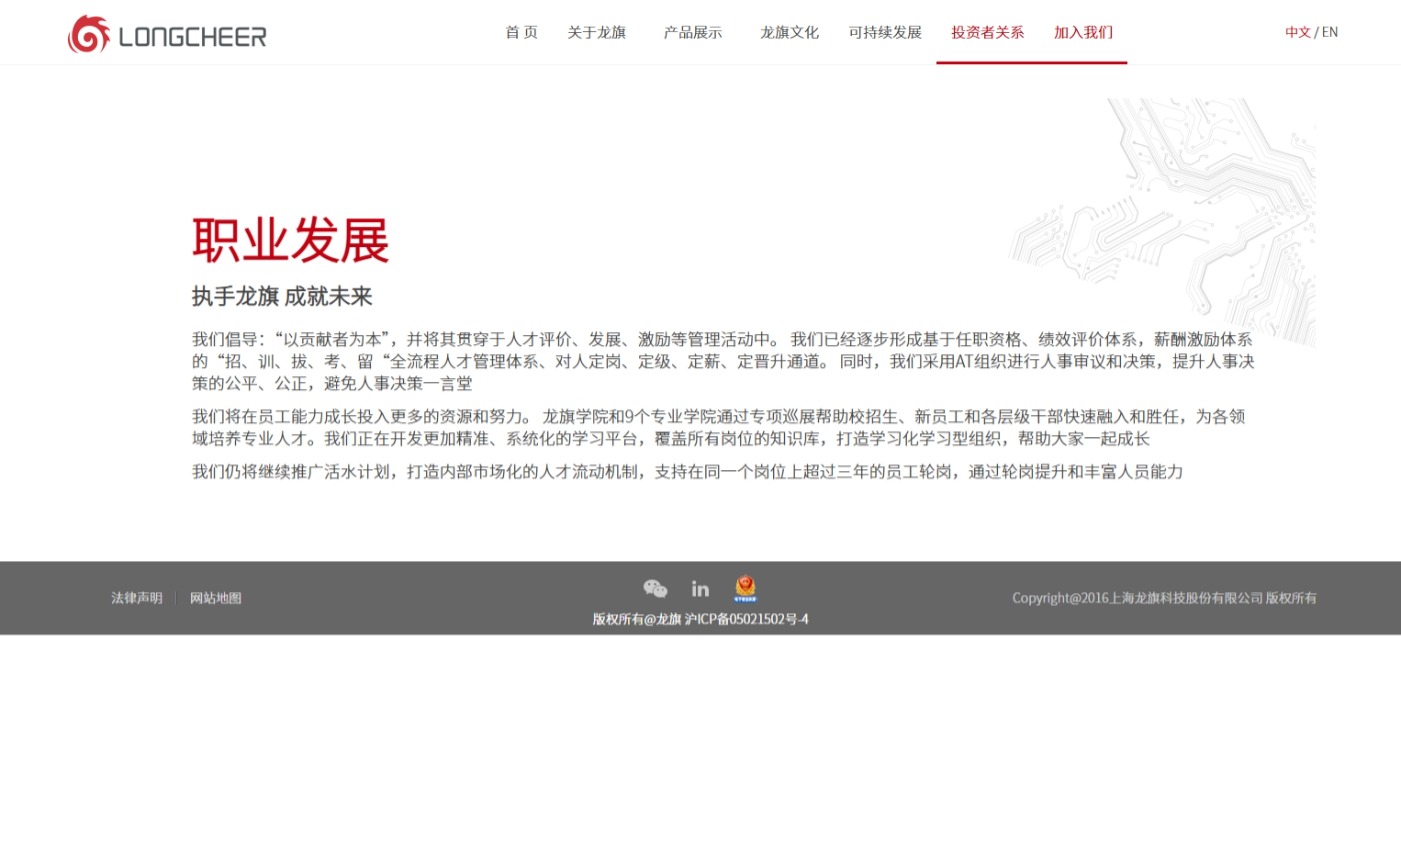 LONGCHEER
首 页 关于龙旗 产品展示 龙旗文化 可持续发展 投资者关系 加入我们 中文 / EN
职业发展
执手龙旗 成就未来
我们倡导：“以贡献者为本”，并将其贯穿于人才评价、发展、激励等管理活动中。 我们已经逐步形成基于任职资格、绩效评价体系，薪酬激励体系
的“招、训、拔、考、留“全流程人才管理体系、对人定岗、定级、定薪、定晋升通道。 同时，我们采用AT组织进行人事审议和决策，提升人事决
策的公平、公正，避免人事决策一言堂
我们将在员工能力成长投入更多的资源和努力。 龙旗学院和9个专业学院通过专项巡展帮助校招生、新员工和各层级干部快速融入和胜任，为各领
域培养专业人才。我们正在开发更加精准、系统化的学习平台，覆盖所有岗位的知识库，打造学习化学习型组织，帮助大家一起成长
我们仍将继续推广活水计划，打造内部市场化的人才流动机制，支持在同一个岗位上超过三年的员工轮岗，通过轮岗提升和丰富人员能力
法律声明 | 网站地图
版权所有@龙旗 沪ICP备05021502号-4
Copyright@2016上海龙旗科技股份有限公司 版权所有